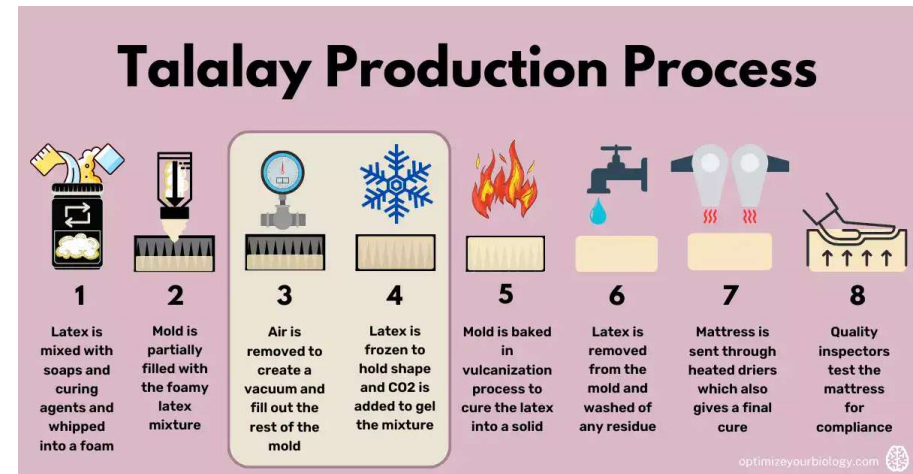 Talalay Production Process
1
Latex is
mixed with
soaps and
curing
agents and
whipped
into a foam
2
Mold is
partially
filled with
the foamy
latex
mixture
3
Air is
removed to
create a
vacuum and
fill out the
rest of the
mold
4
Latex is
frozen to
hold shape
and CO2 is
added to gel
the mixture
5
Mold is baked
in
vulcanization
process to
cure the latex
into a solid
6
Latex is
removed
from the
mold and
washed of
any residue
7
Mattress is
sent through
heated driers
which also
gives a final
cure
8
Quality
inspectors
test the
mattress
for
compliance
optimizeyourbiology.com